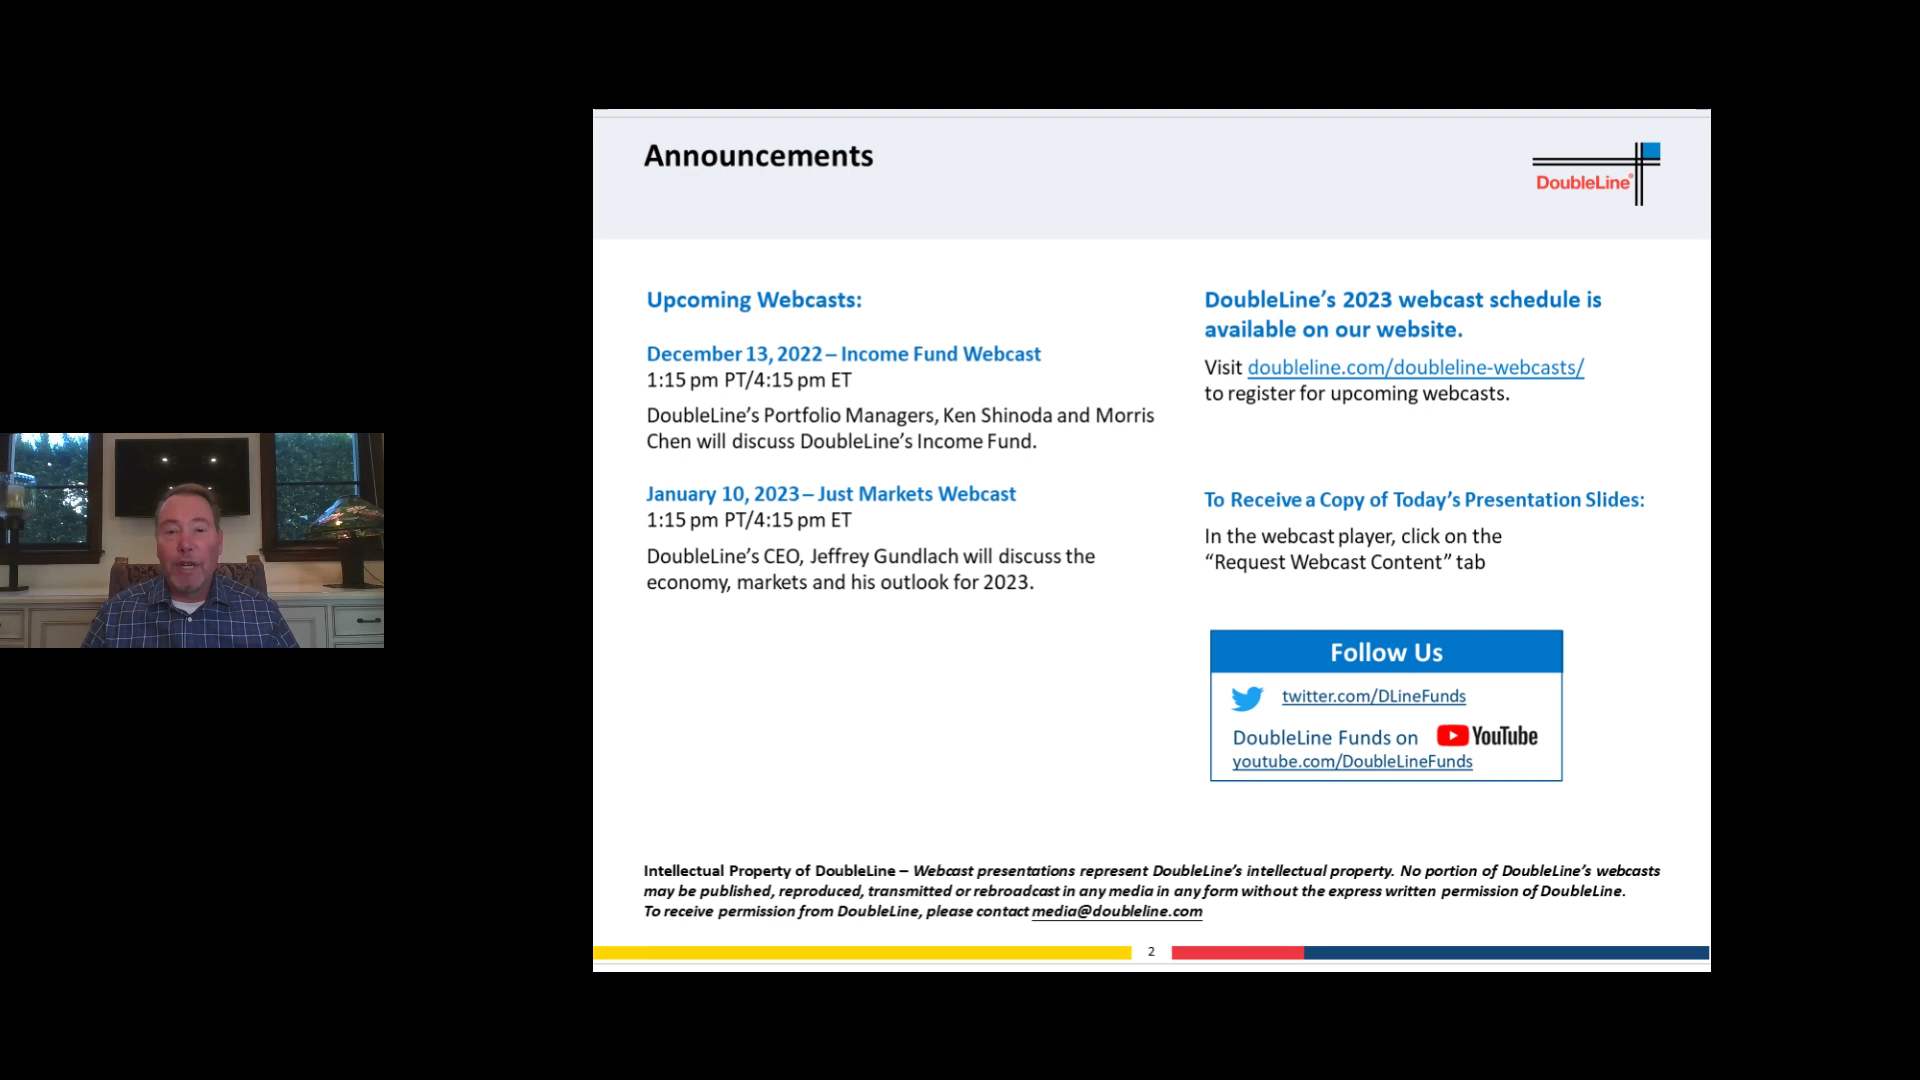 Announcements
DoubleLine®
Upcoming Webcasts:
December 13, 2022 – Income Fund Webcast
1:15 pm PT/4:15 pm ET
DoubleLine’s Portfolio Managers, Ken Shinoda and Morris
Chen will discuss DoubleLine’s Income Fund.
January 10, 2023 – Just Markets Webcast
1:15 pm PT/4:15 pm ET
DoubleLine’s CEO, Jeffrey Gundlach will discuss the
economy, markets and his outlook for 2023.
DoubleLine’s 2023 webcast schedule is
available on our website.
Visit doubleline.com/doubleline-webcasts/
to register for upcoming webcasts.
To Receive a Copy of Today’s Presentation Slides:
In the webcast player, click on the
“Request Webcast Content” tab
Follow Us
twitter.com/DLineFunds
DoubleLine Funds on YouTube
youtube.com/DoubleLineFunds
Intellectual Property of DoubleLine – Webcast presentations represent DoubleLine’s intellectual property. No portion of DoubleLine’s webcasts
may be published, reproduced, transmitted or rebroadcast in any media in any form without the express written permission of DoubleLine.
To receive permission from DoubleLine, please contact media@doubleline.com
2